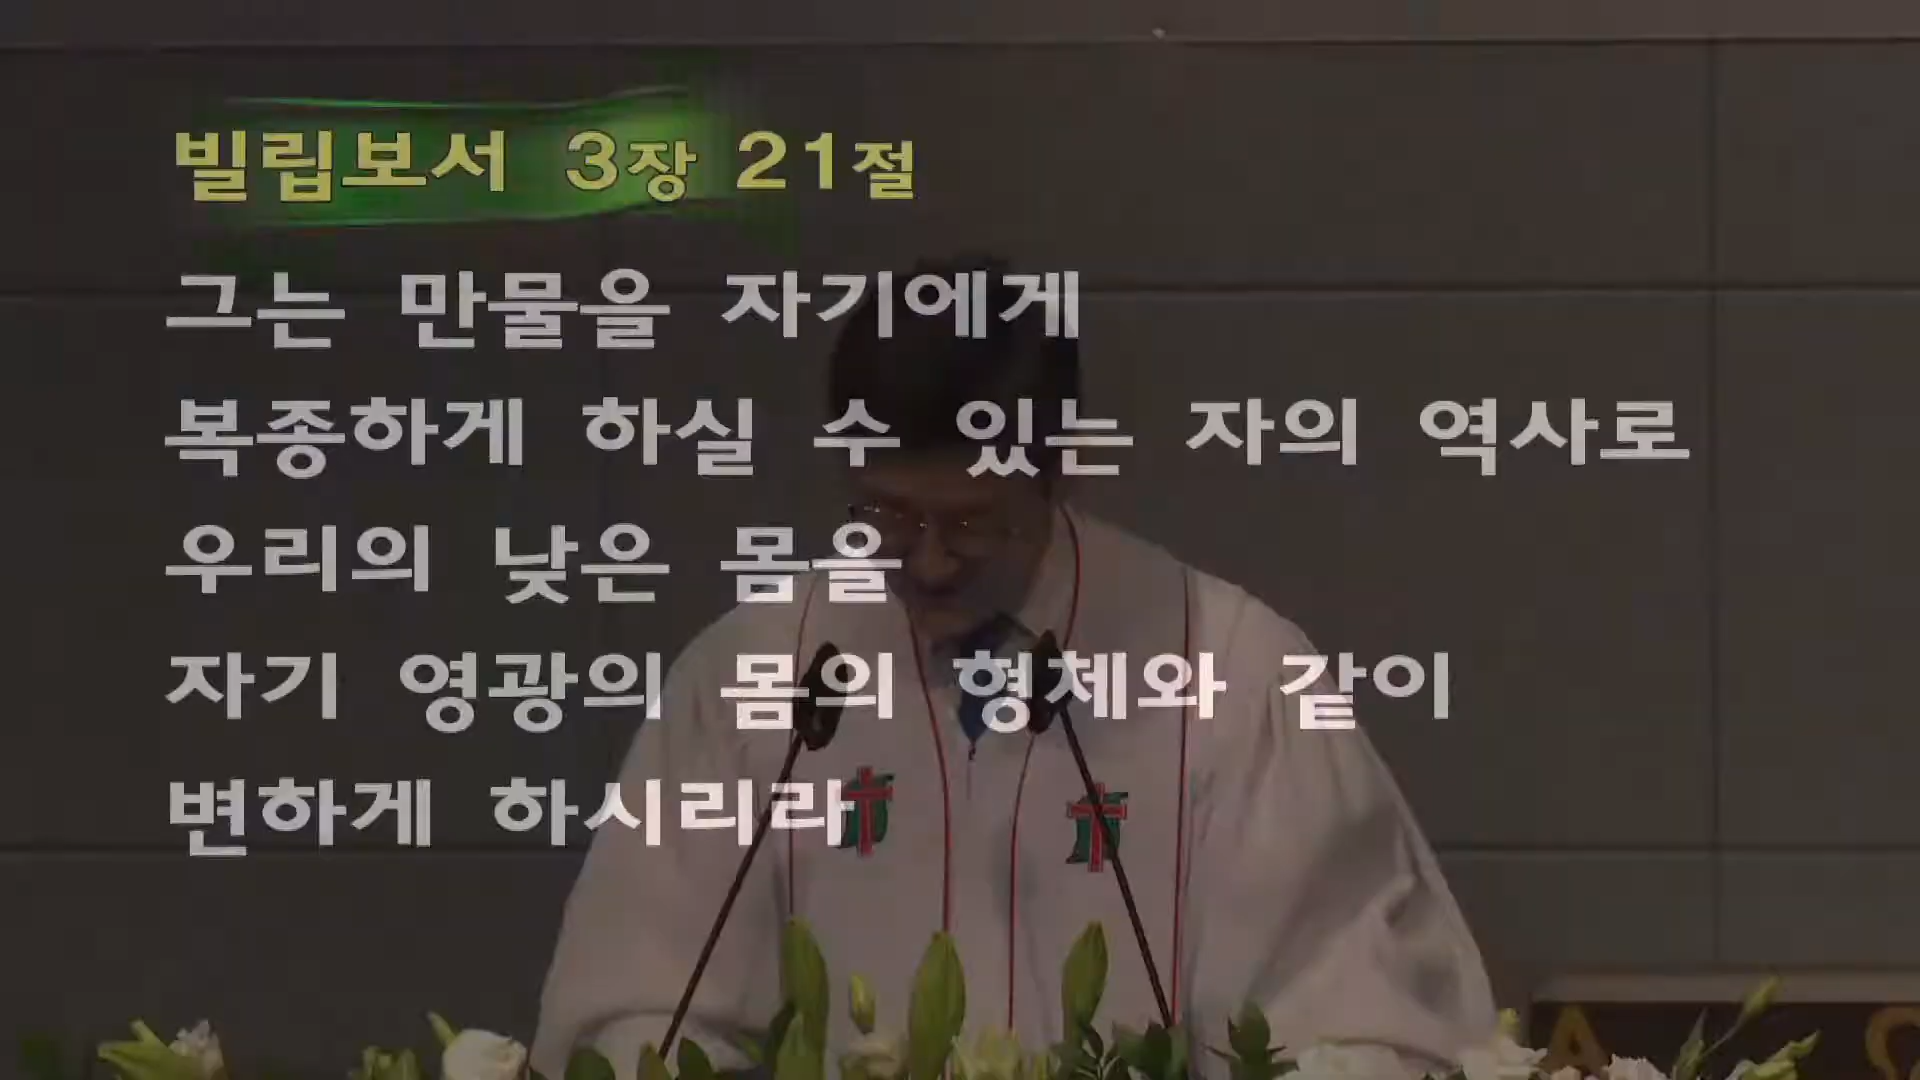 빌립보서 3장 21절
그는 만물을 자기에게
복종하게 하실 수 있는 자의 역사로
우리의 낮은 몸을
자기 영광의 몸의 형체와 같이
변하게 하시리라
Α Ω